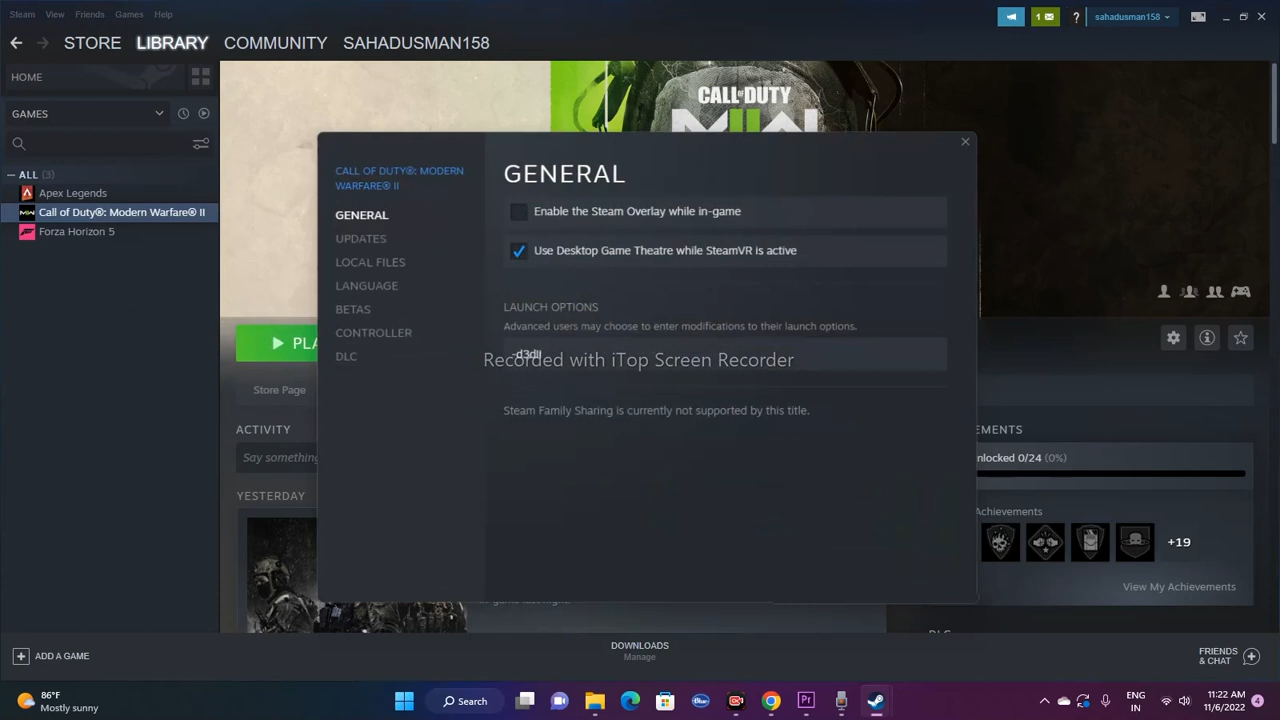 Steam View Friends Games Help
1
?
sahadusman158
STORE LIBRARY COMMUNITY SAHADUSMAN158
HOME
GAMES
ALL (3)
Apex Legends
Call of Duty®: Modern Warfare® II
Forza Horizon 5
CALL OF DUTY
MWII
CALL OF DUTY®: MODERN
WARFARE® II
GENERAL
UPDATES
LOCAL FILES
LANGUAGE
BETAS
CONTROLLER
DLC
GENERAL
Enable the Steam Overlay while in-game
Use Desktop Game Theatre while SteamVR is active
LAUNCH OPTIONS
Advanced users may choose to enter modifications to their launch options.
Recorded with iTop Screen Recorder
Steam Family Sharing is currently not supported by this title.
PLA
Store Page
ACTIVITY
Say something
YESTERDAY
EMENTS
nlocked 0/24 (0%)
Achievements
+19
View My Achievements
DLC
ADD A GAME
DOWNLOADS
Manage
FRIENDS
& CHAT
86°F
Mostly sunny
Search
ENG
IN
11:22 AM
11/6/2022
4